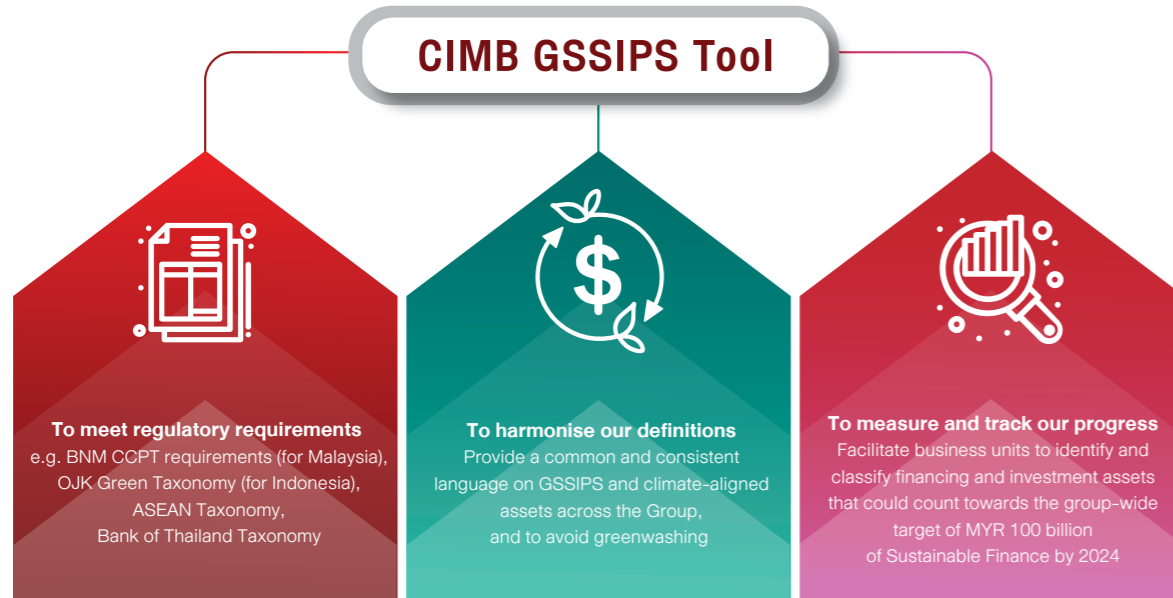 CIMB GSSIPS Tool
To meet regulatory requirements
e.g. BNM CCPT requirements (for Malaysia),
OJK Green Taxonomy (for Indonesia),
ASEAN Taxonomy,
Bank of Thailand Taxonomy
$
To harmonise our definitions
Provide a common and consistent
language on GSSIPS and climate-aligned
assets across the Group,
and to avoid greenwashing
To measure and track our progress
Facilitate business units to identify and
classify financing and investment assets
that could count towards the group-wide
target of MYR 100 billion
of Sustainable Finance by 2024